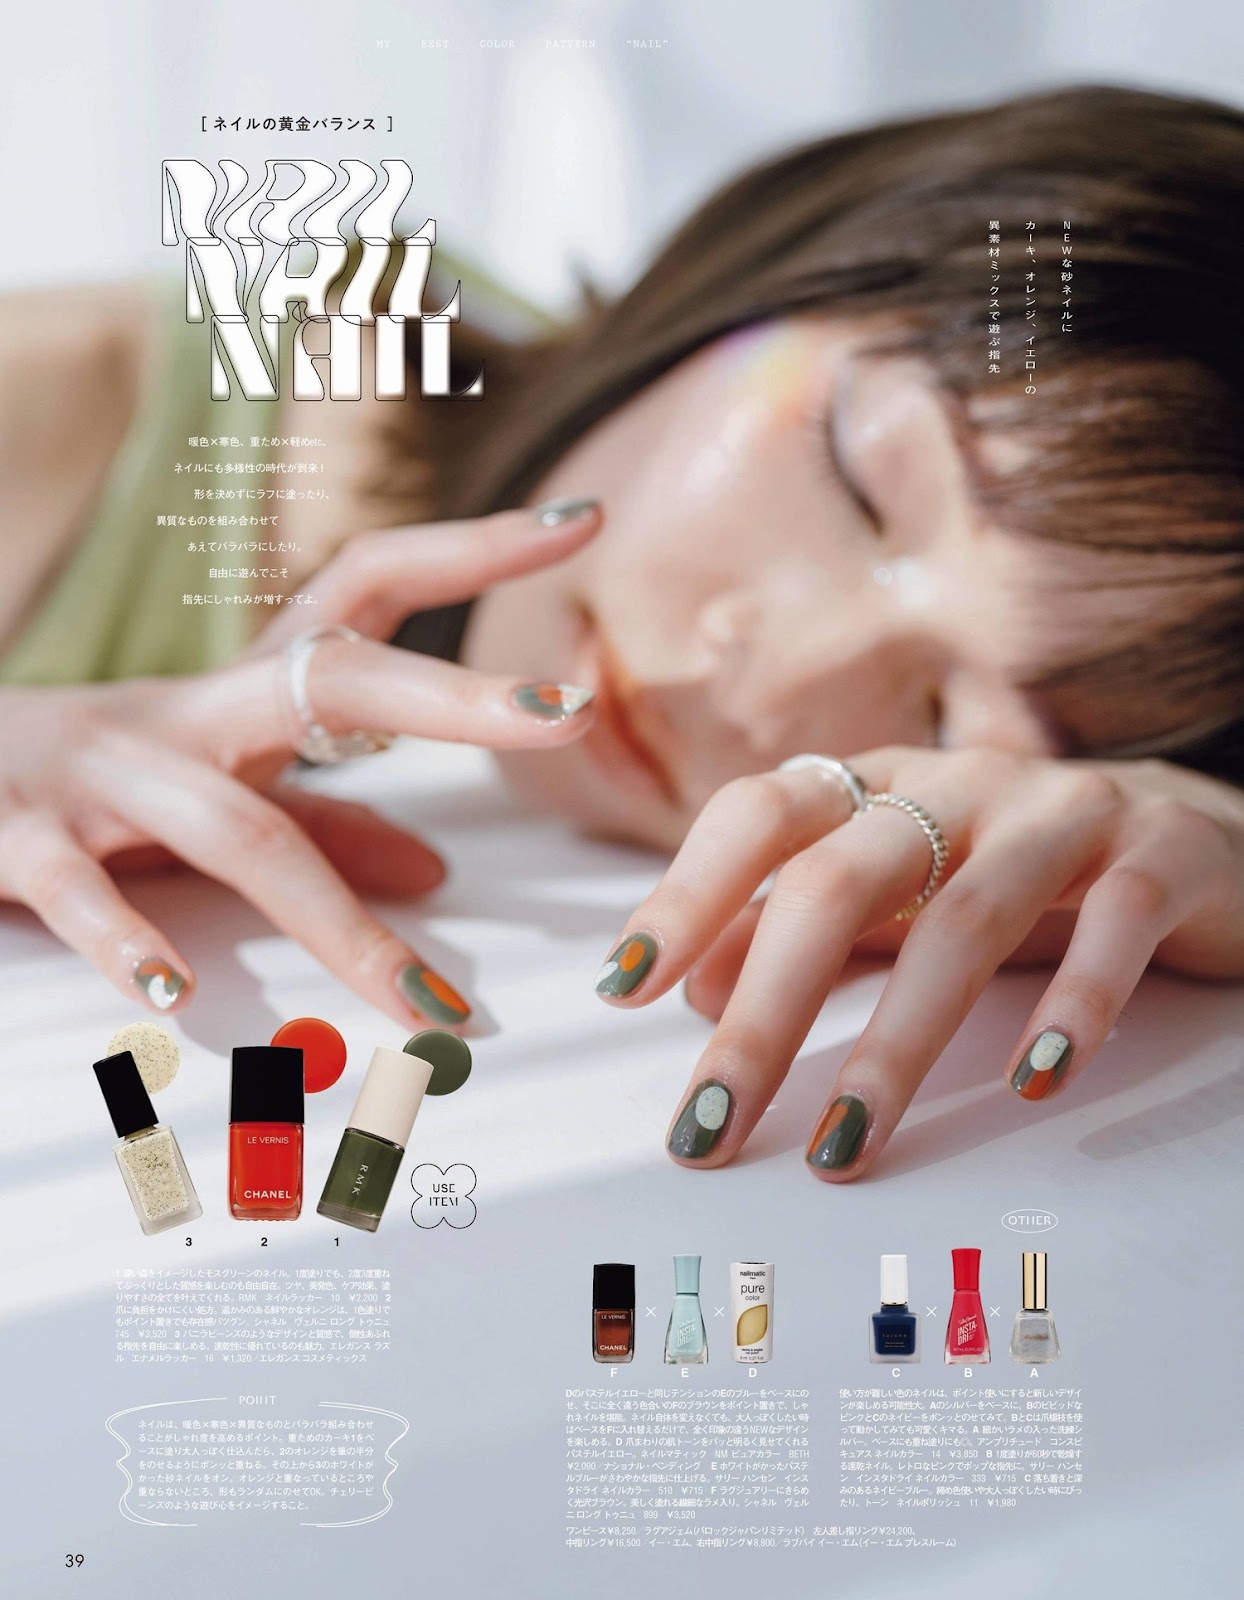 MY BEST COLOR PATTERN "NAIL"
[ ネイルの黄金バランス ]
NAIL
NAIL
NAIL
NEWな砂ネイルに
カーキ、オレンジ、イエローの
異素材ミックスで遊ぶ指先
暖色×寒色、重ため×軽めetc、
ネイルにも多様性の時代が到来！
形を決めずにラフに塗ったり、
異質なものを組み合わせて
あえてバラバラにしたり。
自由に遊んでこそ
指先にしゃれみが増すってよ。
LE VERNIS
CHANEL
RMK
USE
ITEM
3 2 1
1 深い森をイメージしたモスグリーンのネイル。1度塗りでも、2度3度重ね
てぷっくりとした質感を楽しむのも自由自在。ツヤ、美発色、ケア効果、塗
りやすさの全てを叶えてくれる。RMK ネイルラッカー 10 ¥2,200 2
爪に負担をかけにくい処方。温かみのある鮮やかなオレンジは、1色塗りで
もポイント置きでも存在感バツグン。シャネル ヴェルニ ロング トゥニュ
745 ¥3,520 3 バニラビーンズのようなデザインと質感で、個性あふれ
る指先を自由に楽しめる。速乾性に優れているのも魅力。エレガンス ラズ
ル エナメルラッカー 16 ¥1,320／エレガンス コスメティックス
POINT
ネイルは、暖色×寒色×異質なものとバラバラ組み合わせ
ることがしゃれ度を高めるポイント。重ためのカーキ1をベ
ースに塗り大人っぽく仕込んだら、2のオレンジを筆の半分
をのせるようにポンッと重ねる。その上から3のホワイトが
かった砂ネイルをオン。オレンジと重なっているところや
重ならないところ、形もランダムにのせてOK。チェリービ
ーンズのような遊び心をイメージすること。
OTHER
LE VERNIS
CHANEL
×
INSTA-
DRI
×
nailmatic
pure
color
F E D
×
INSTA-
DRI
×
C B A
Dのパステルイエローと同じテンションのEのブルーをベースにの
せ、そこに全く違う色合いのFのブラウンをポイント置きで、しゃ
れネイルを堪能。ネイル自体を変えなくても、大人っぽくしたい時
はベースをFに入れ替えるだけで、全く印象の違うNEWなデザイン
を楽しめる。D 爪まわりの肌トーンをパッと明るく見せてくれる
パステルイエロー。ネイルマティック NM ピュアカラー BETH
¥2,090／ナショナル・ベンディング E ホワイトがかったパステ
ルブルーがさわやかな指先に仕上げる。サリー ハンセン インス
タドライ ネイルカラー 510 ¥715 F ラグジュアリーにきらめ
く光沢ブラウン。美しく塗れる繊細なラメ入り。シャネル ヴェル
ニ ロング トゥニュ 899 ¥3,520
使い方が難しい色のネイルは、ポイント使いにすると新しいデザイ
ンが楽しめる可能性大。Aのシルバーをベースに、Bのビビッドな
ピンクとCのネイビーをポンッとのせてみて。BとCは爪楊枝を使
って動かしてみても可愛くキマる。A 細かいラメの入った洗練シ
ルバー。ベースにも重ね塗りにも◎。アンプリチュード コンスピ
キュアス ネイルカラー 14 ¥3,850 B 1度塗りが60秒で乾燥す
る速乾ネイル。レトロなピンクでポップな指先に。サリー ハンセ
ン インスタドライ ネイルカラー 333 ¥715 C 落ち着きと深
みのあるネイビーブルー。締め色使いや大人っぽくしたい時にぴっ
たり。トーン ネイルポリッシュ 11 ¥1,980
ワンピース¥8,250／ラグアジェム(バロックジャパンリミテッド) 左人差し指リング¥24,200、
中指リング¥16,500／イー・エム、右中指リング¥8,800／ラブバイ イー・エム(イー・エム プレスルーム)
39